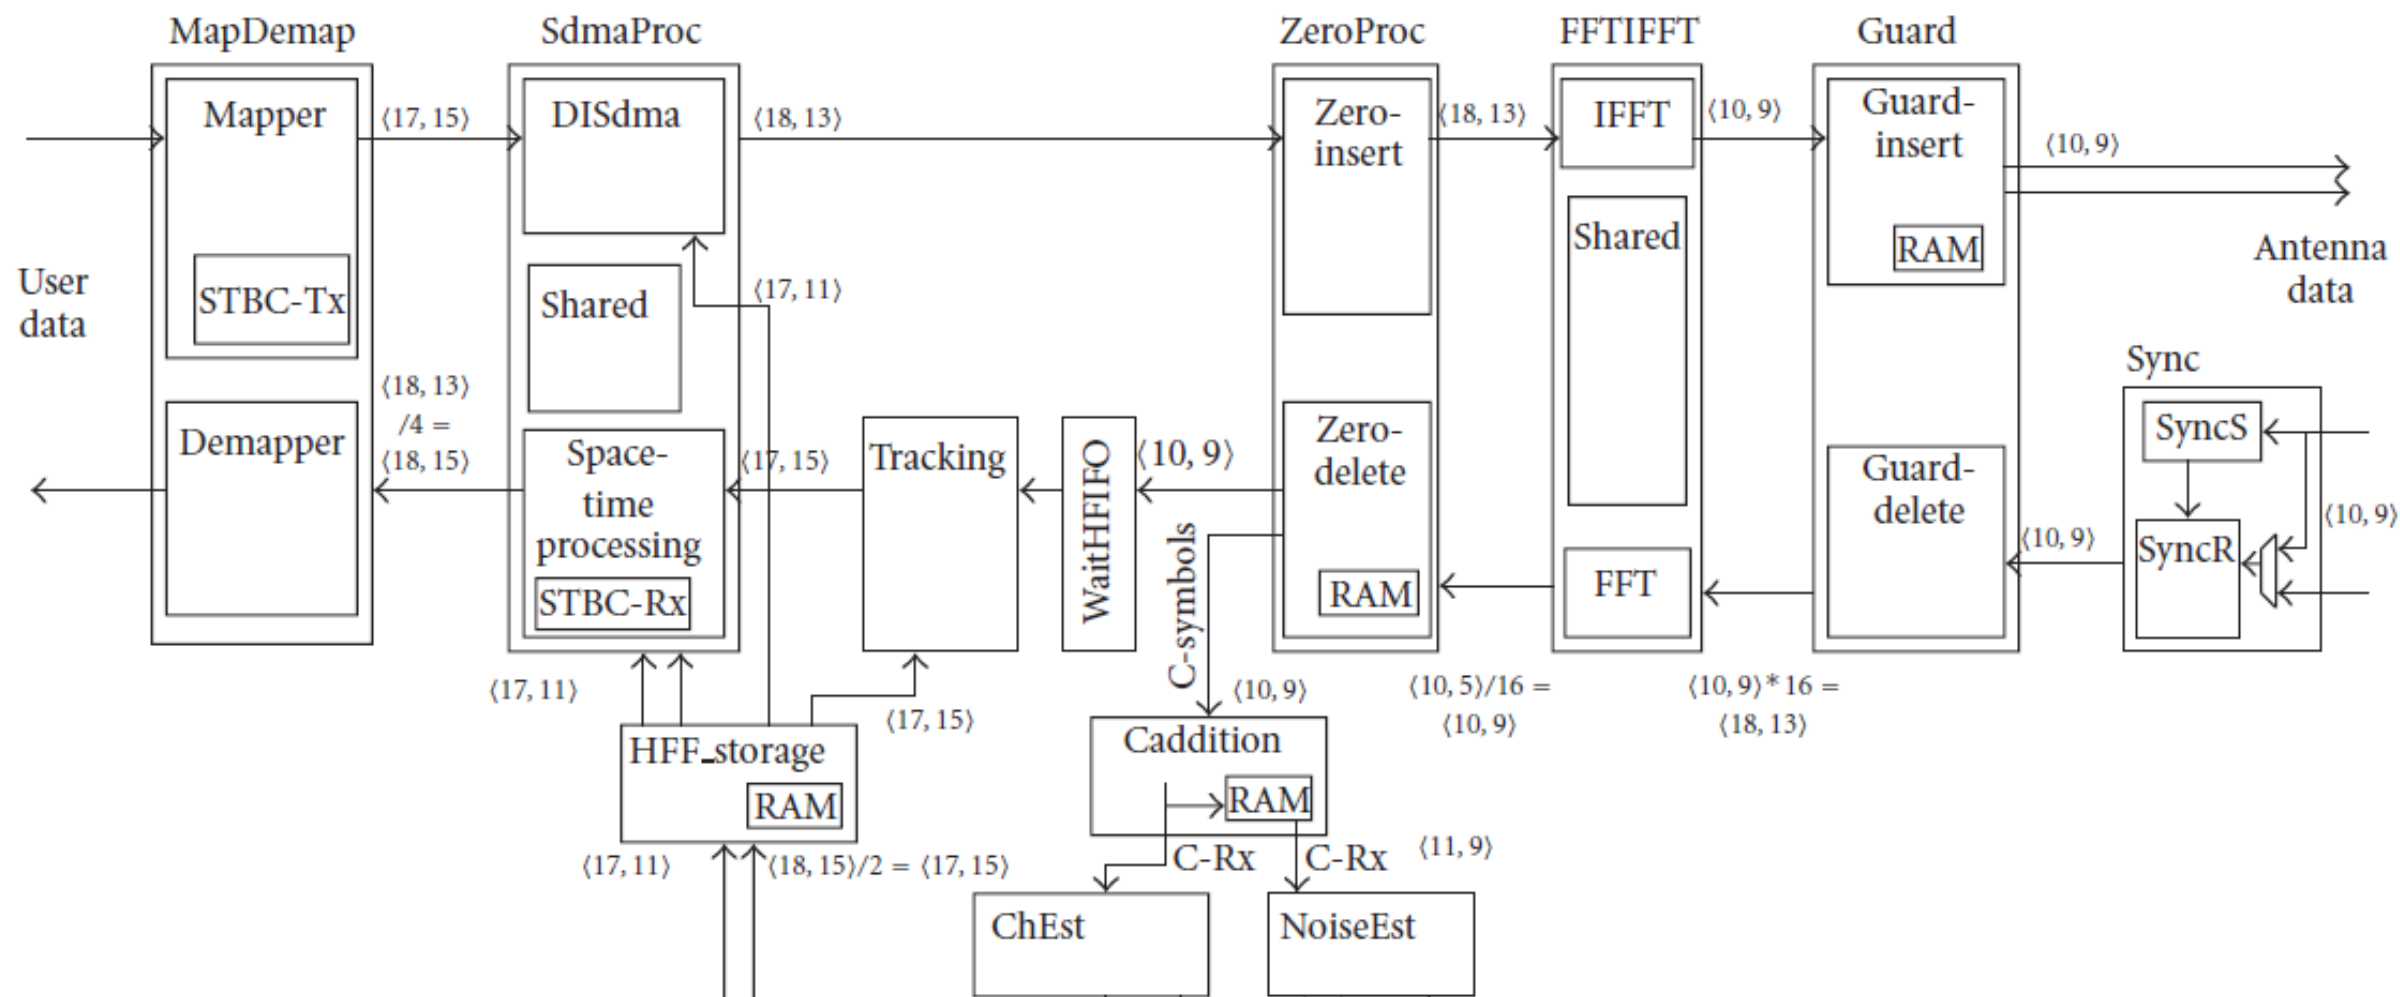 MapDemap
SdmaProc
ZeroProc
FFTIFFT
Guard
Mapper
⟨17, 15⟩
DISdma
⟨18, 13⟩
Zero-
insert
⟨18, 13⟩
IFFT
⟨10, 9⟩
Guard-
insert
⟨10, 9⟩
STBC-Tx
Shared
⟨17, 11⟩
Shared
RAM
User
data
Antenna
data
Sync
Demapper
⟨18, 13⟩
/4 =
⟨18, 15⟩
Space-
time
processing
STBC-Rx
⟨17, 15⟩
Tracking
WaitHFIFO
⟨10, 9⟩
Zero-
delete
RAM
FFT
Guard-
delete
⟨10, 9⟩
SyncS
SyncR
⟨10, 9⟩
C-symbols
⟨17, 11⟩
⟨17, 15⟩
⟨10, 9⟩
⟨10, 5⟩/16 =
⟨10, 9⟩
⟨10, 9⟩*16 =
⟨18, 13⟩
HFF_storage
RAM
Caddition
RAM
⟨17, 11⟩
⟨18, 15⟩/2 = ⟨17, 15⟩
C-Rx
C-Rx
⟨11, 9⟩
ChEst
NoiseEst